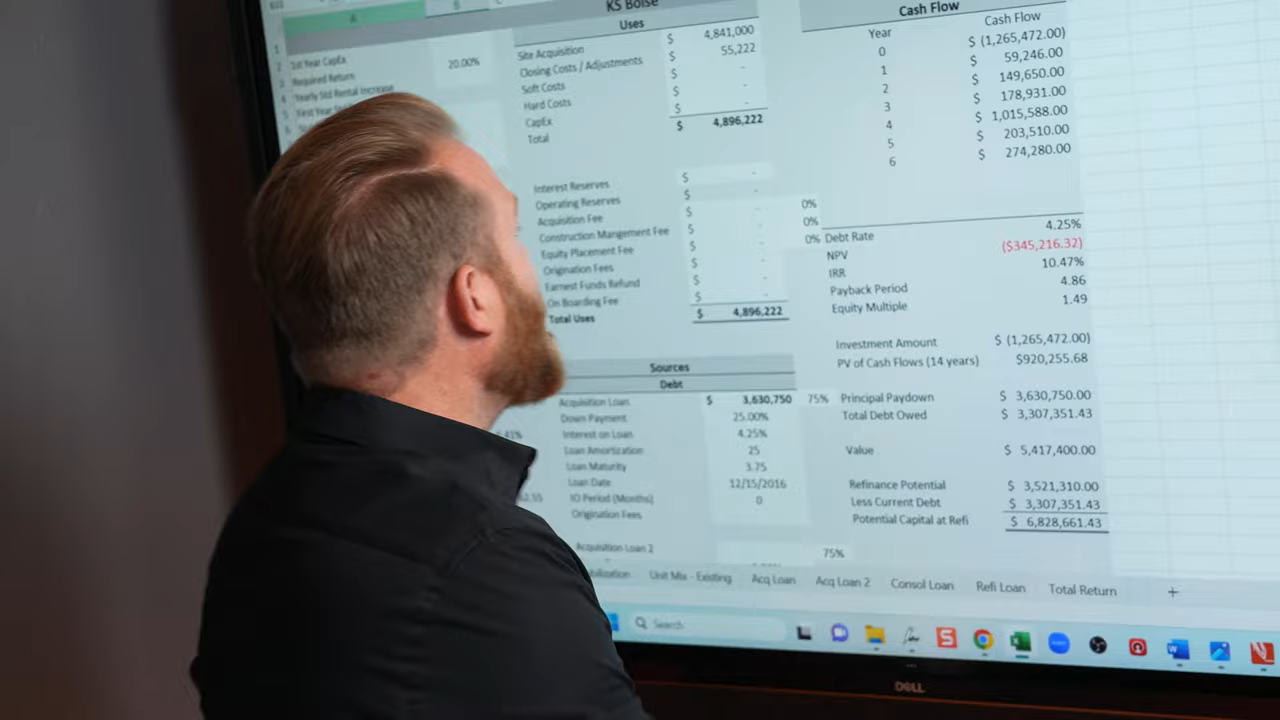 A B C
KS Boise
Uses
1st Year CapEx
Required Return 20.00%
Yearly Std Rental Increase
First Year
Site Acquisition $ 4,841,000
Closing Costs / Adjustments $ 55,222
Soft Costs $ -
Hard Costs $ -
CapEx $ -
Total $ 4,896,222
Interest Reserves $ -
Operating Reserves $ -
Acquisition Fee $ - 0%
Construction Mangement Fee $ - 0%
Equity Placement Fee $ - 0%
Origination Fees $ -
Earnest Funds Refund $ -
On Boarding Fee $ -
Total Uses $ 4,896,222
Sources
Debt
Acquisition Loan $ 3,630,750 75%
Down Payment 25.00%
Interest on Loan 4.25%
Loan Amortization 25
Loan Maturity 3.75
Loan Date 12/15/2016
IO Period (Months) 0
Origination Fees
Acquisition Loan 2 75%
Cash Flow
Year Cash Flow
0 $ (1,265,472.00)
1 $ 59,246.00
2 $ 149,650.00
3 $ 178,931.00
4 $ 1,015,588.00
5 $ 203,510.00
6 $ 274,280.00
Debt Rate 4.25%
NPV ($345,216.32)
IRR 10.47%
Payback Period 4.86
Equity Multiple 1.49
Investment Amount $ (1,265,472.00)
PV of Cash Flows (14 years) $920,255.68
Principal Paydown $ 3,630,750.00
Total Debt Owed $ 3,307,351.43
Value $ 5,417,400.00
Refinance Potential $ 3,521,310.00
Less Current Debt $ 3,307,351.43
Potential Capital at Refi $ 6,828,661.43
Unit Mix - Existing Acq Loan Acq Loan 2 Consol Loan Refi Loan Total Return +
Search
DELL